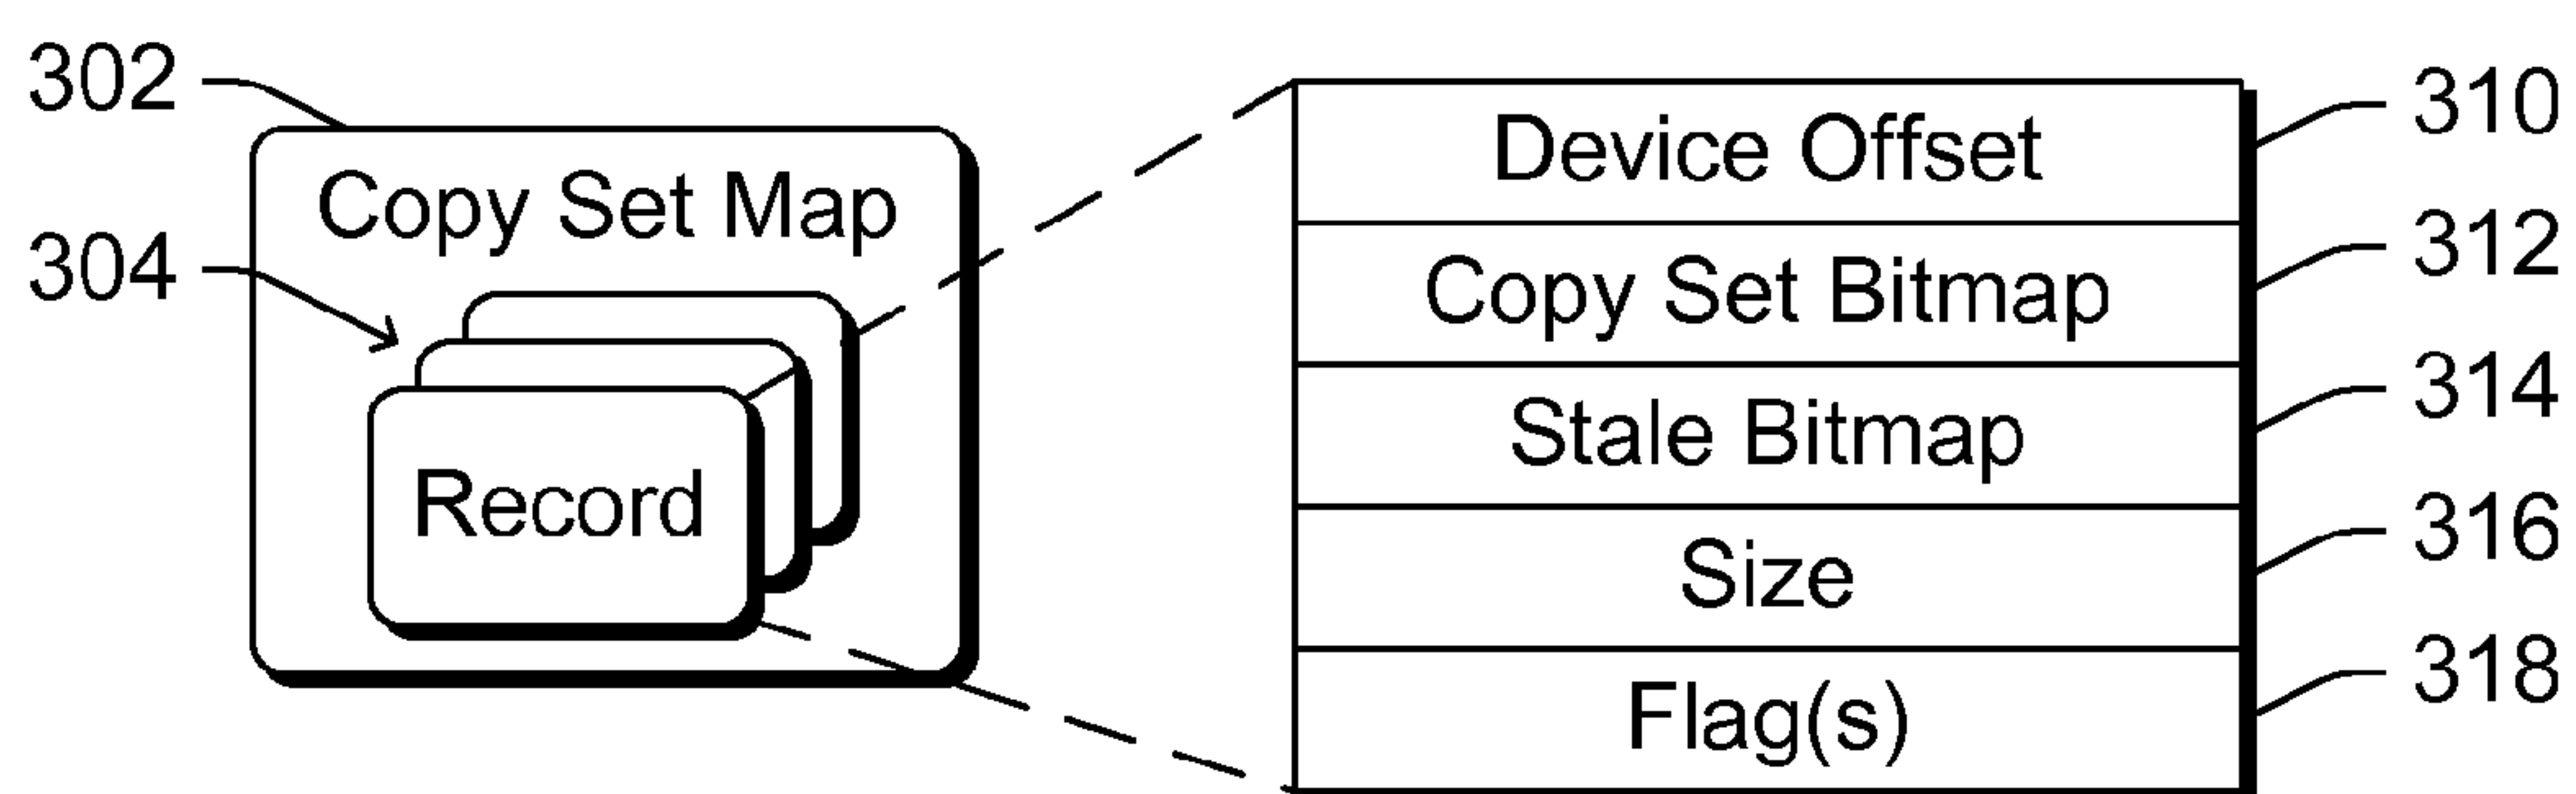 302
Copy Set Map
304
Record
Device Offset
310
Copy Set Bitmap
312
Stale Bitmap
314
Size
316
Flag(s)
318